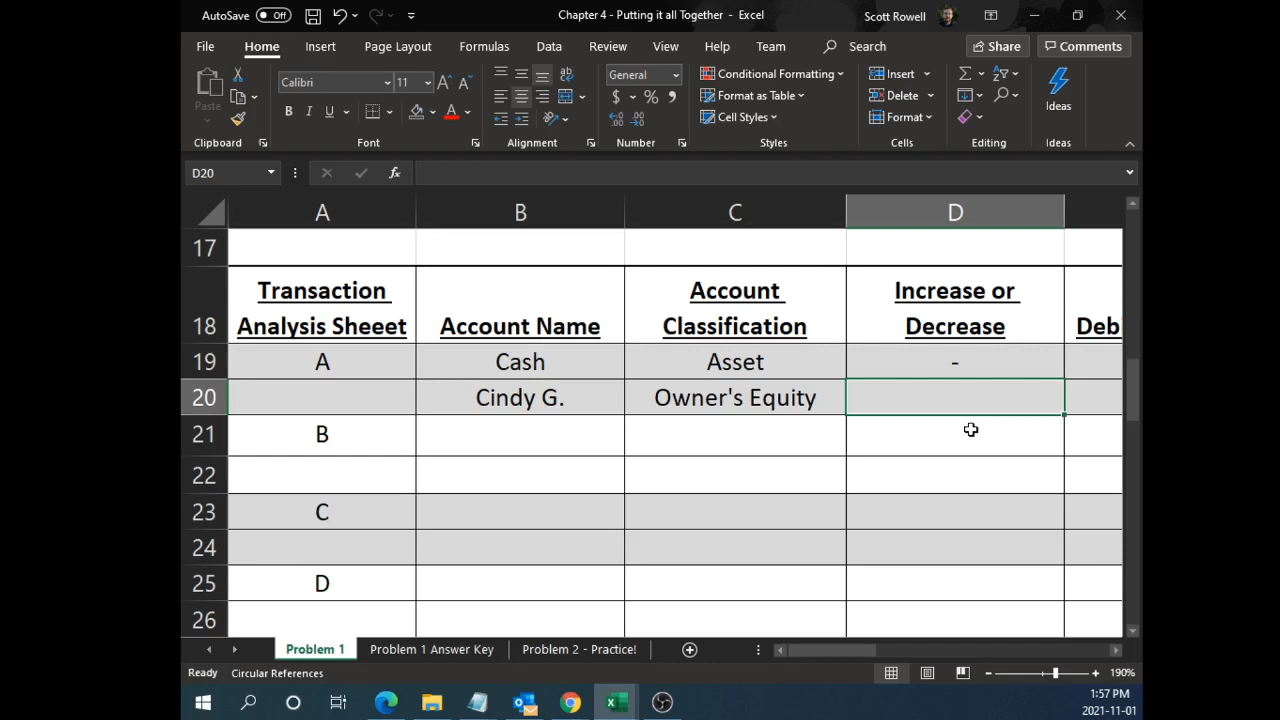 AutoSave Off Chapter 4 - Putting it all Together - Excel Scott Rowell
File Home Insert Page Layout Formulas Data Review View Help Team Search Share Comments
Paste Calibri 11 A A ab General Conditional Formatting Insert Ideas
B I U A $ % Format as Table Delete
Cell Styles Format
Clipboard Font Alignment Number Styles Cells Editing Ideas
D20 fx
A B C D
17
18 Transaction Analysis Sheeet Account Name Account Classification Increase or Decrease Debi
19 A Cash Asset -
20 Cindy G. Owner's Equity
21 B
22
23 C
24
25 D
26
Problem 1 Problem 1 Answer Key Problem 2 - Practice!
Ready Circular References 190%
1:57 PM
2021-11-01